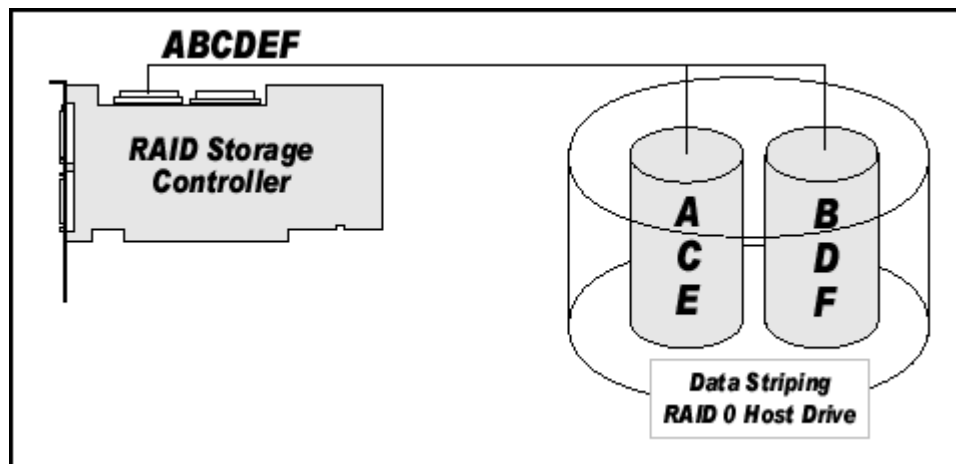 ABCDEF
RAID Storage
Controller
A
C
E
B
D
F
Data Striping
RAID 0 Host Drive